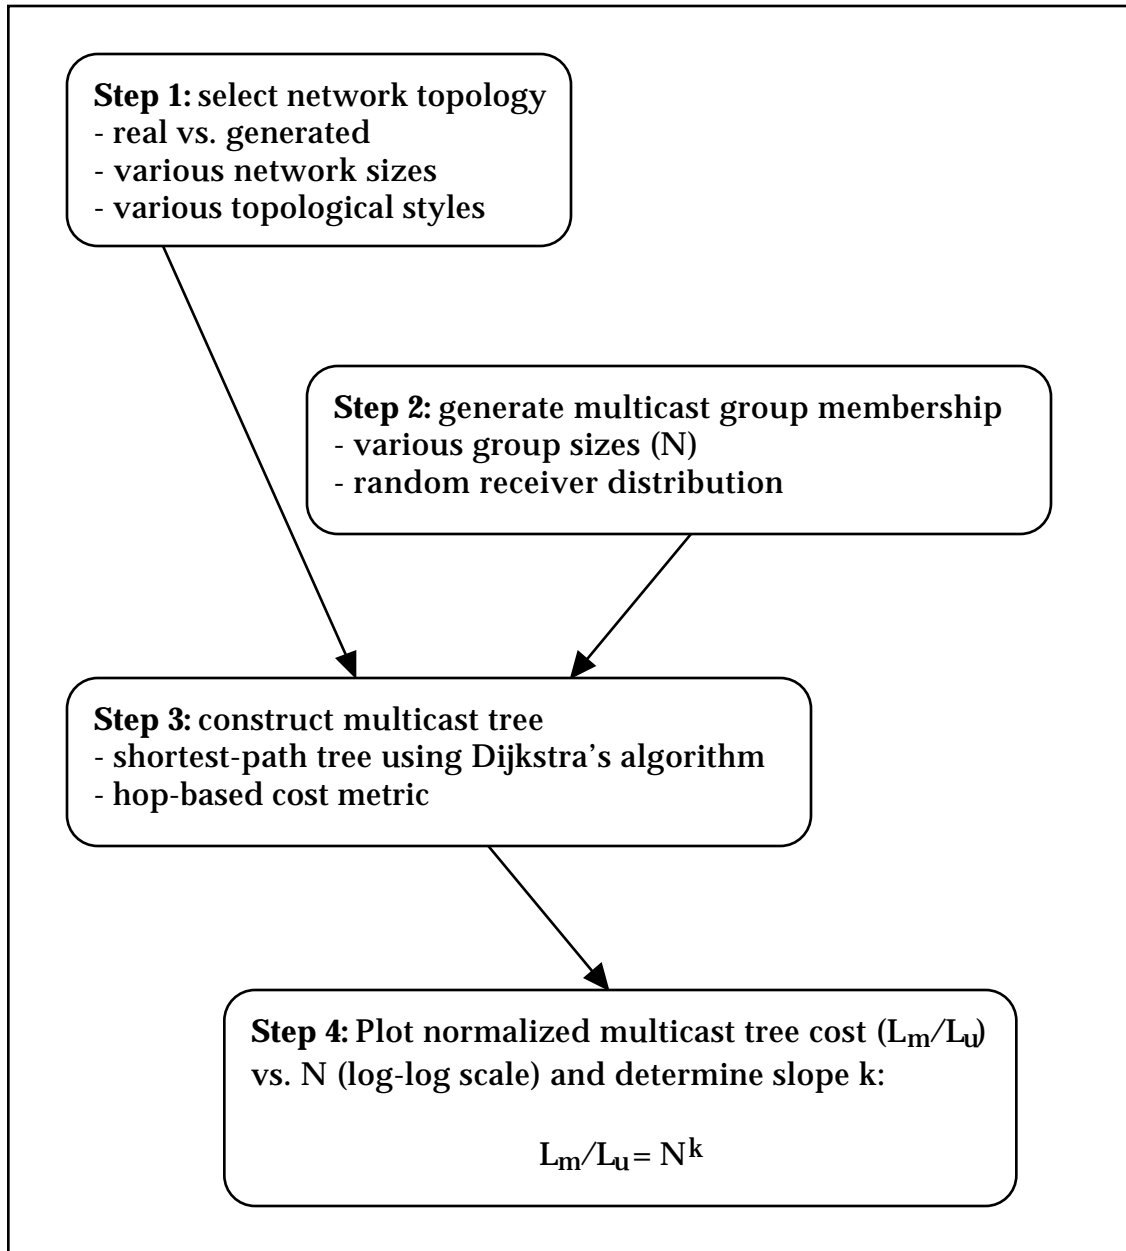 Step 1: select network topology
- real vs. generated
- various network sizes
- various topological styles
Step 2: generate multicast group membership
- various group sizes (N)
- random receiver distribution
Step 3: construct multicast tree
- shortest-path tree using Dijkstra’s algorithm
- hop-based cost metric
Step 4: Plot normalized multicast tree cost (Lm/Lu)
vs. N (log-log scale) and determine slope k:
Lm/Lu= Nk